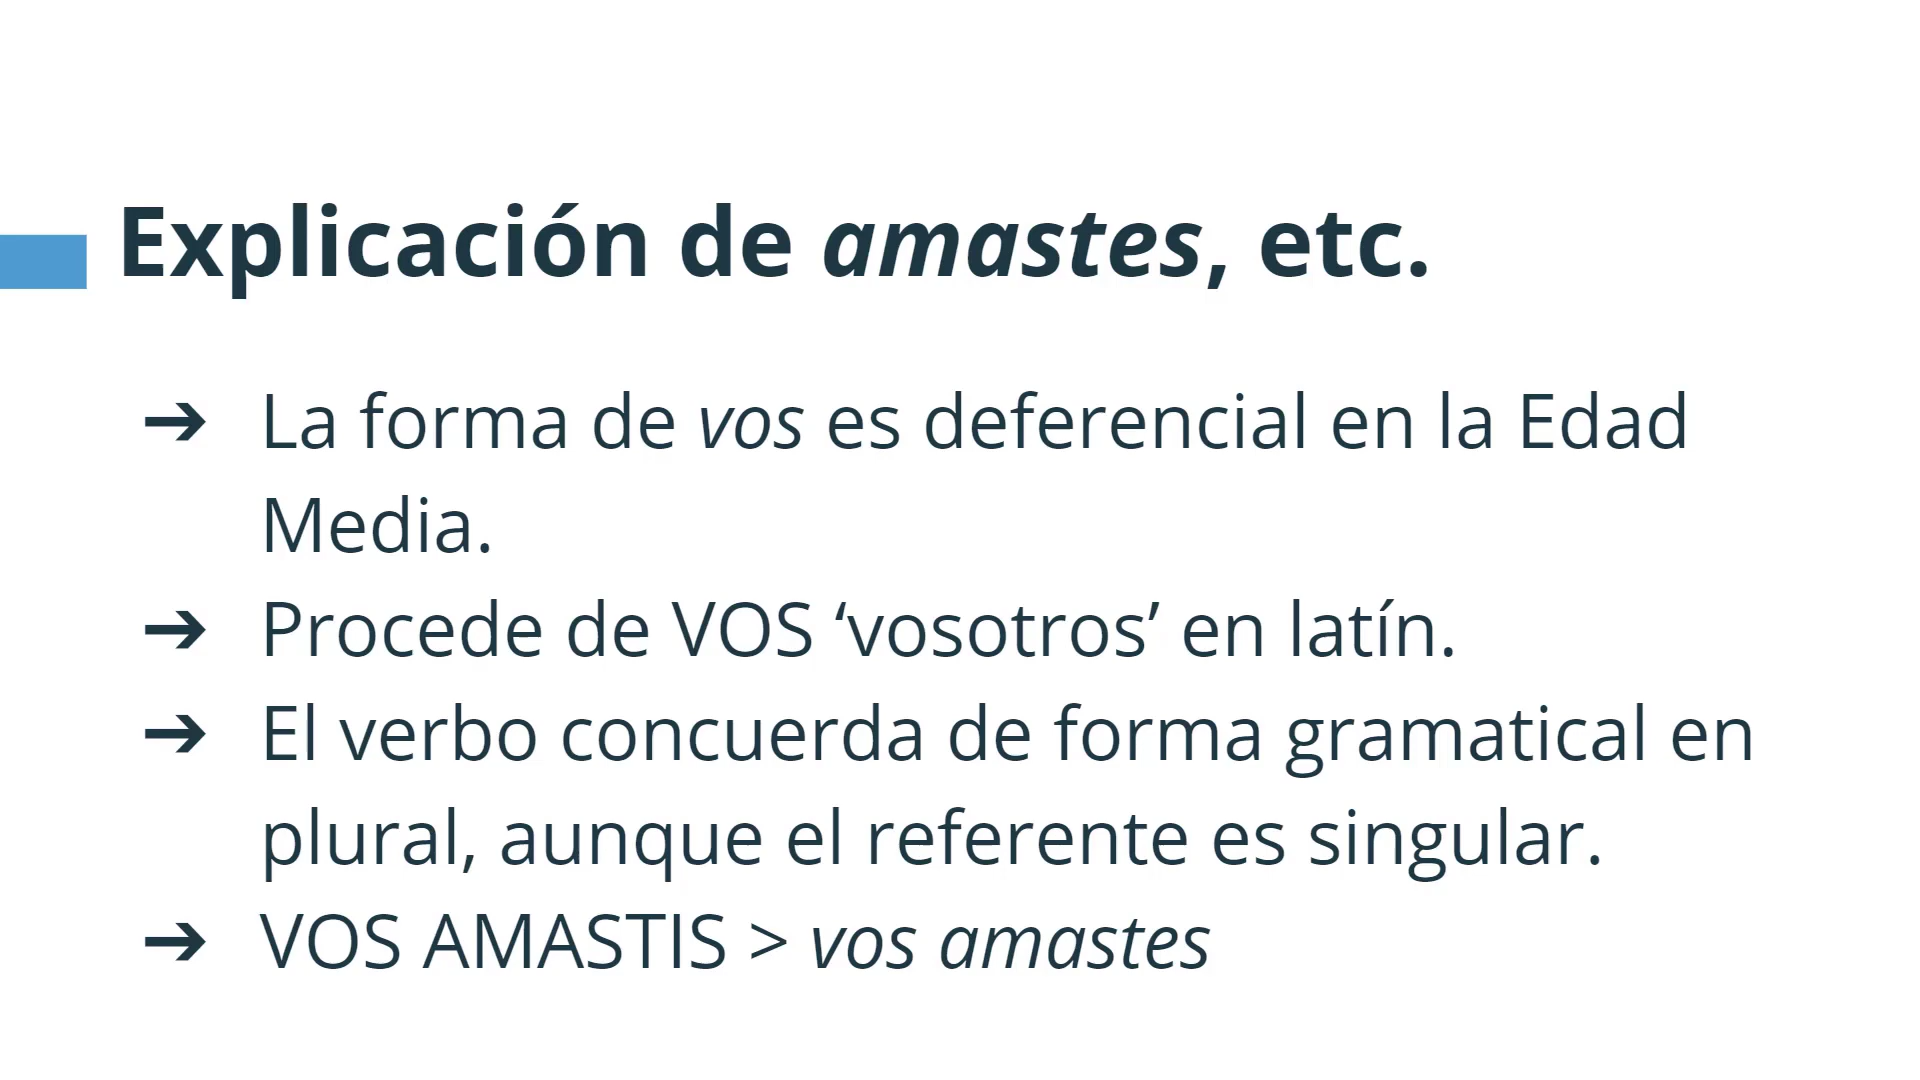 Explicación de amastes, etc.
➔ La forma de vos es deferencial en la Edad
Media.
➔ Procede de VOS ‘vosotros’ en latín.
➔ El verbo concuerda de forma gramatical en
plural, aunque el referente es singular.
➔ VOS AMASTIS > vos amastes